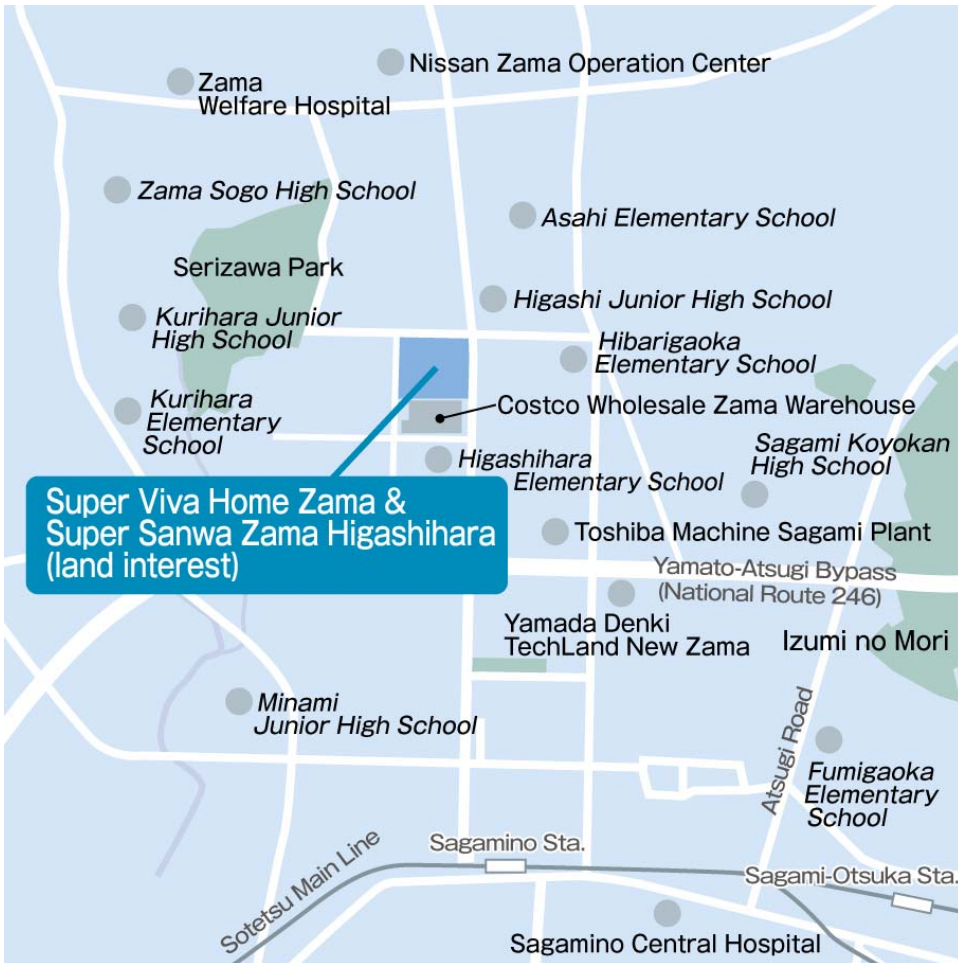 Nissan Zama Operation Center
Zama
Welfare Hospital
Zama Sogo High School
Asahi Elementary School
Serizawa Park
Higashi Junior High School
Kurihara Junior
High School
Hibarigaoka
Elementary School
Kurihara
Elementary
School
Costco Wholesale Zama Warehouse
Sagami Koyokan
High School
Higashihara
Elementary School
Super Viva Home Zama &
Super Sanwa Zama Higashihara
(land interest)
Toshiba Machine Sagami Plant
Yamato-Atsugi Bypass
(National Route 246)
Yamada Denki
TechLand New Zama
Izumi no Mori
Minami
Junior High School
Atsugi Road
Fumigaoka
Elementary
School
Sotetsu Main Line
Sagamino Sta.
Sagami-Otsuka Sta.
Sagamino Central Hospital